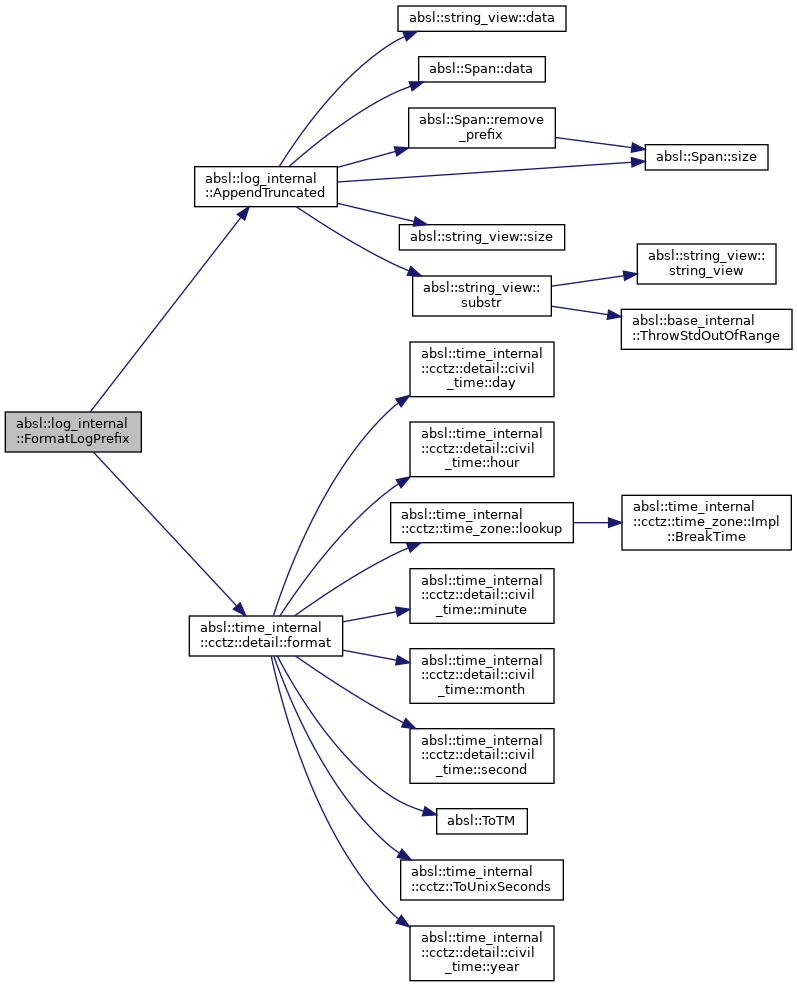 absl::string_view::data
absl::Span::data
absl::Span::remove
_prefix
absl::Span::size
absl::log_internal
::AppendTruncated
absl::string_view::size
absl::string_view::
string_view
absl::string_view::
substr
absl::base_internal
::ThrowStdOutOfRange
absl::time_internal
::cctz::detail::civil
_time::day
absl::log_internal
::FormatLogPrefix
absl::time_internal
::cctz::detail::civil
_time::hour
absl::time_internal
::cctz::time_zone::lookup
absl::time_internal
::cctz::time_zone::Impl
::BreakTime
absl::time_internal
::cctz::detail::civil
_time::minute
absl::time_internal
::cctz::detail::format
absl::time_internal
::cctz::detail::civil
_time::month
absl::time_internal
::cctz::detail::civil
_time::second
absl::ToTM
absl::time_internal
::cctz::ToUnixSeconds
absl::time_internal
::cctz::detail::civil
_time::year